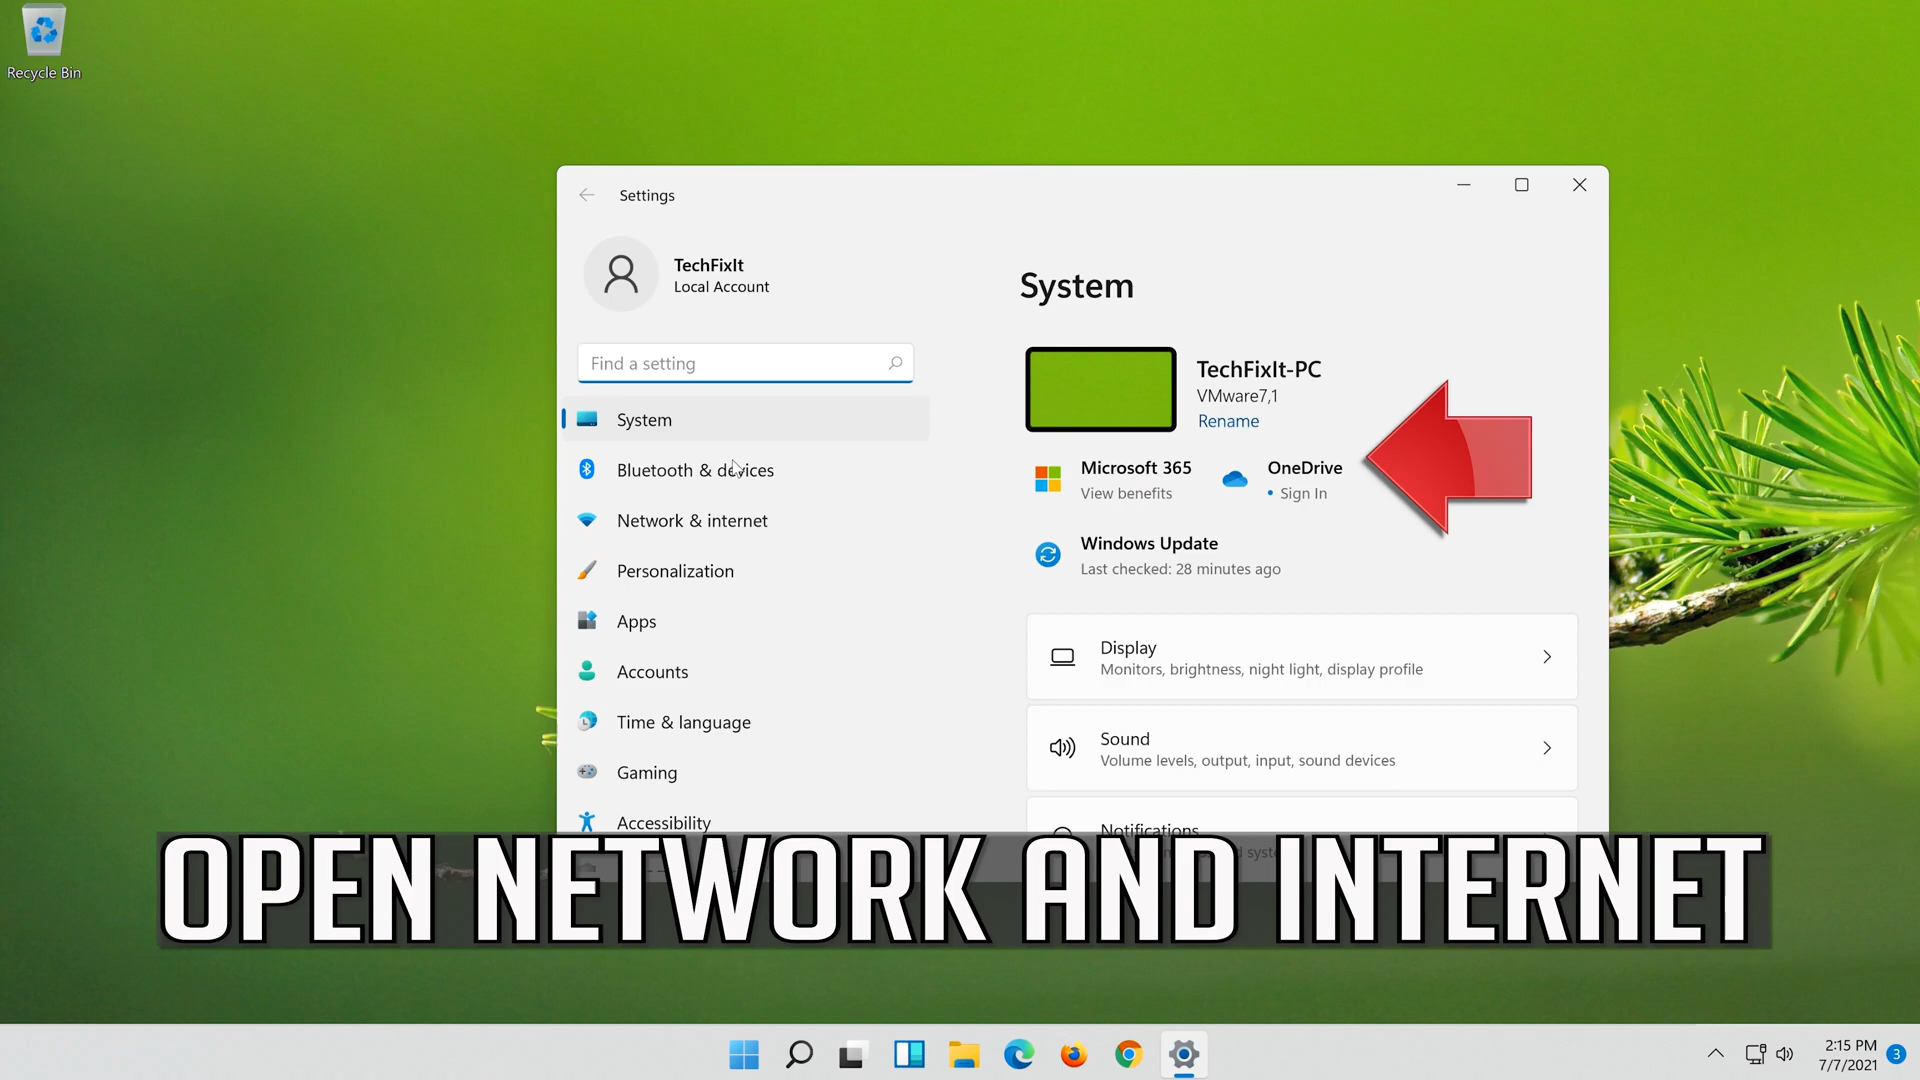 Recycle Bin
Settings
TechFixIt
Local Account
Find a setting
System
Bluetooth & devices
Network & internet
Personalization
Apps
Accounts
Time & language
Gaming
Accessibility
System
TechFixIt-PC
VMware7,1
Rename
Microsoft 365
View benefits
OneDrive
• Sign In
Windows Update
Last checked: 28 minutes ago
Display
Monitors, brightness, night light, display profile
Sound
Volume levels, output, input, sound devices
Notifications
OPEN NETWORK AND INTERNET
2:15 PM
7/7/2021
3